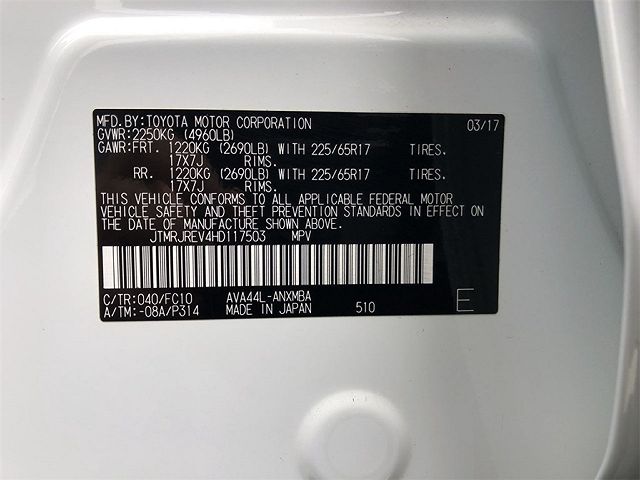 MFD.BY:TOYOTA MOTOR CORPORATION 03/17
GVWR:2250KG (4960LB)
GAWR:FRT. 1220KG (2690LB) WITH 225/65R17 TIRES.
17X7J RIMS.
RR. 1220KG (2690LB) WITH 225/65R17 TIRES.
17X7J RIMS.
THIS VEHICLE CONFORMS TO ALL APPLICABLE FEDERAL MOTOR
VEHICLE SAFETY AND THEFT PREVENTION STANDARDS IN EFFECT ON
THE DATE OF MANUFACTURE SHOWN ABOVE.
JTMRJREV4HD117503 MPV
C/TR:040/FC10 AVA44L-ANXMBA
A/TM:-08A/P314 MADE IN JAPAN 510 E